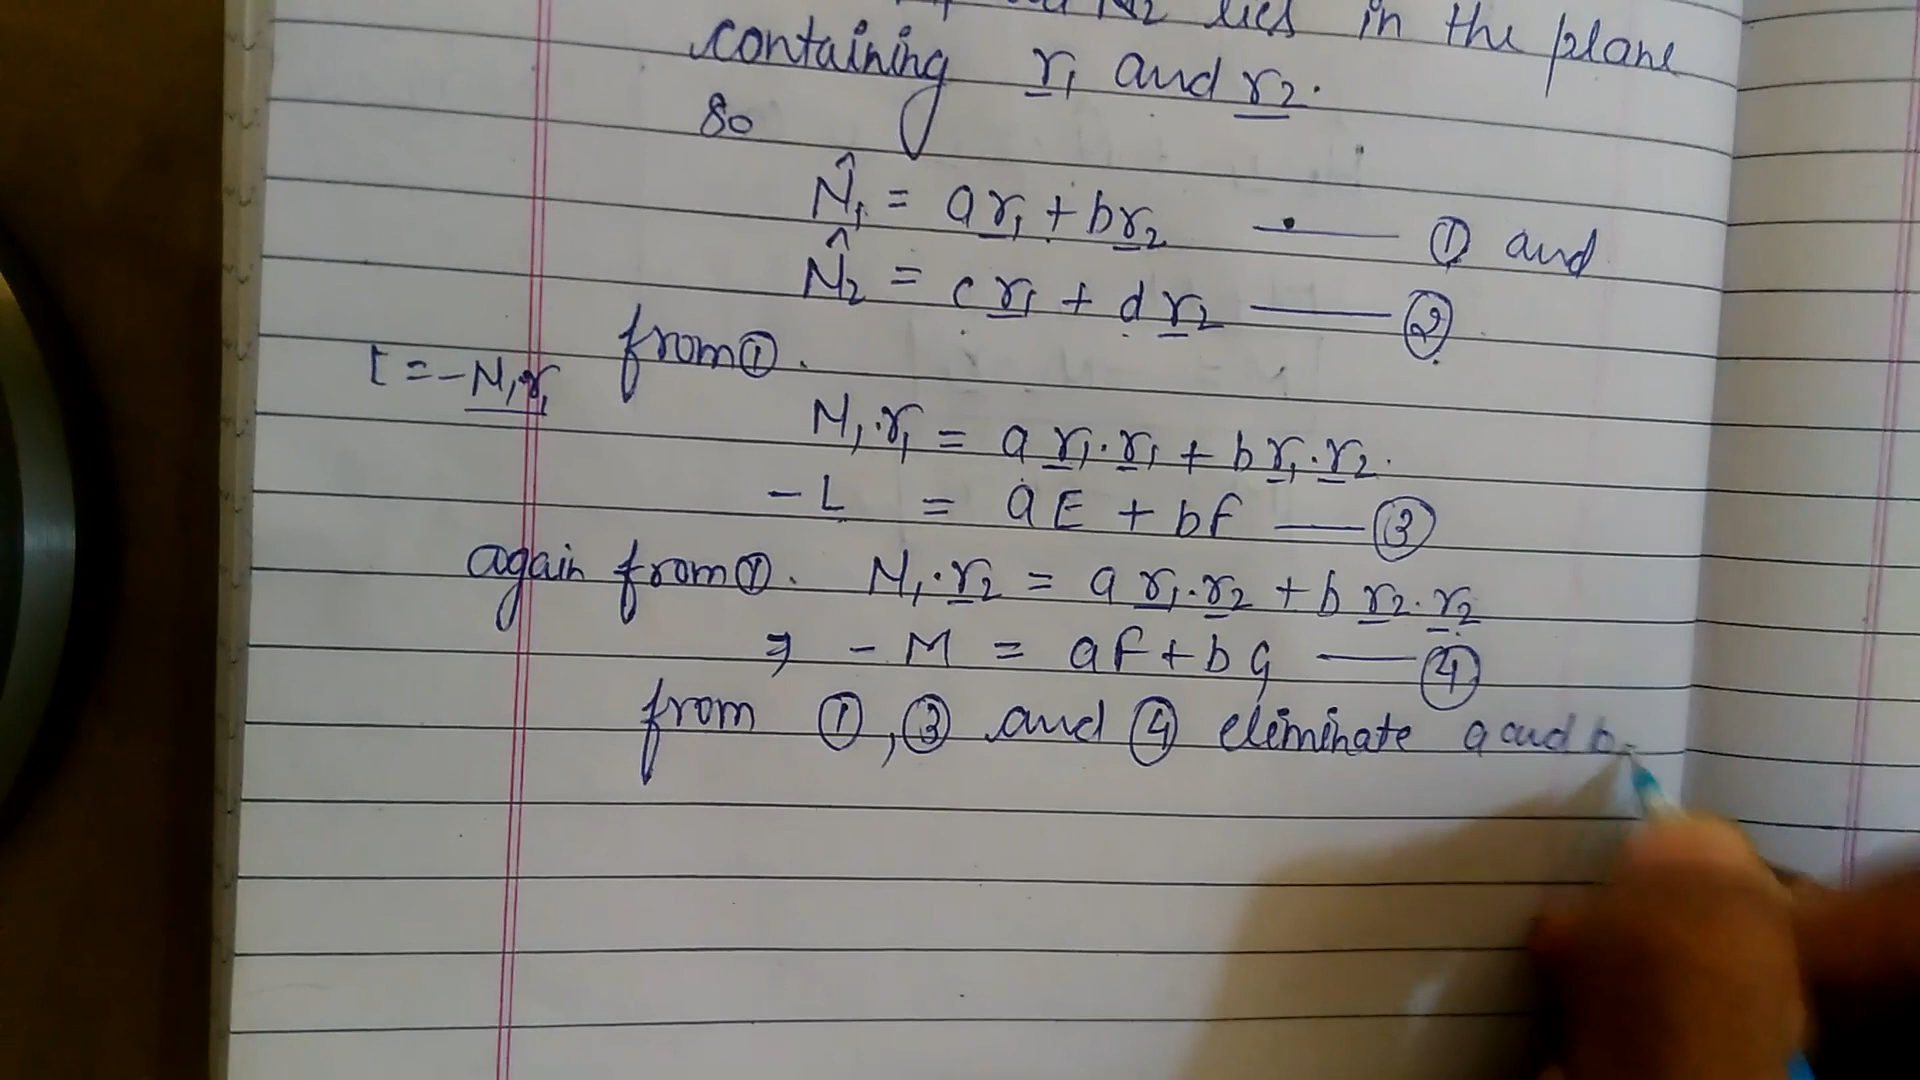 N2 lies in the plane
containing r1 and r2.
So
N̂1 = ar1 + br2 —— ① and
N̂2 = cr1 + dr2 —— ②
from ①.
L = -N1r1
N1.r1 = a r1.r1 + b r1.r2.
- L = aE + bF —— ③
again from ①. N1.r2 = a r1.r2 + b r2.r2
⇒ - M = aF + bG —— ④
from ①, ③ and ④ eliminate a and b